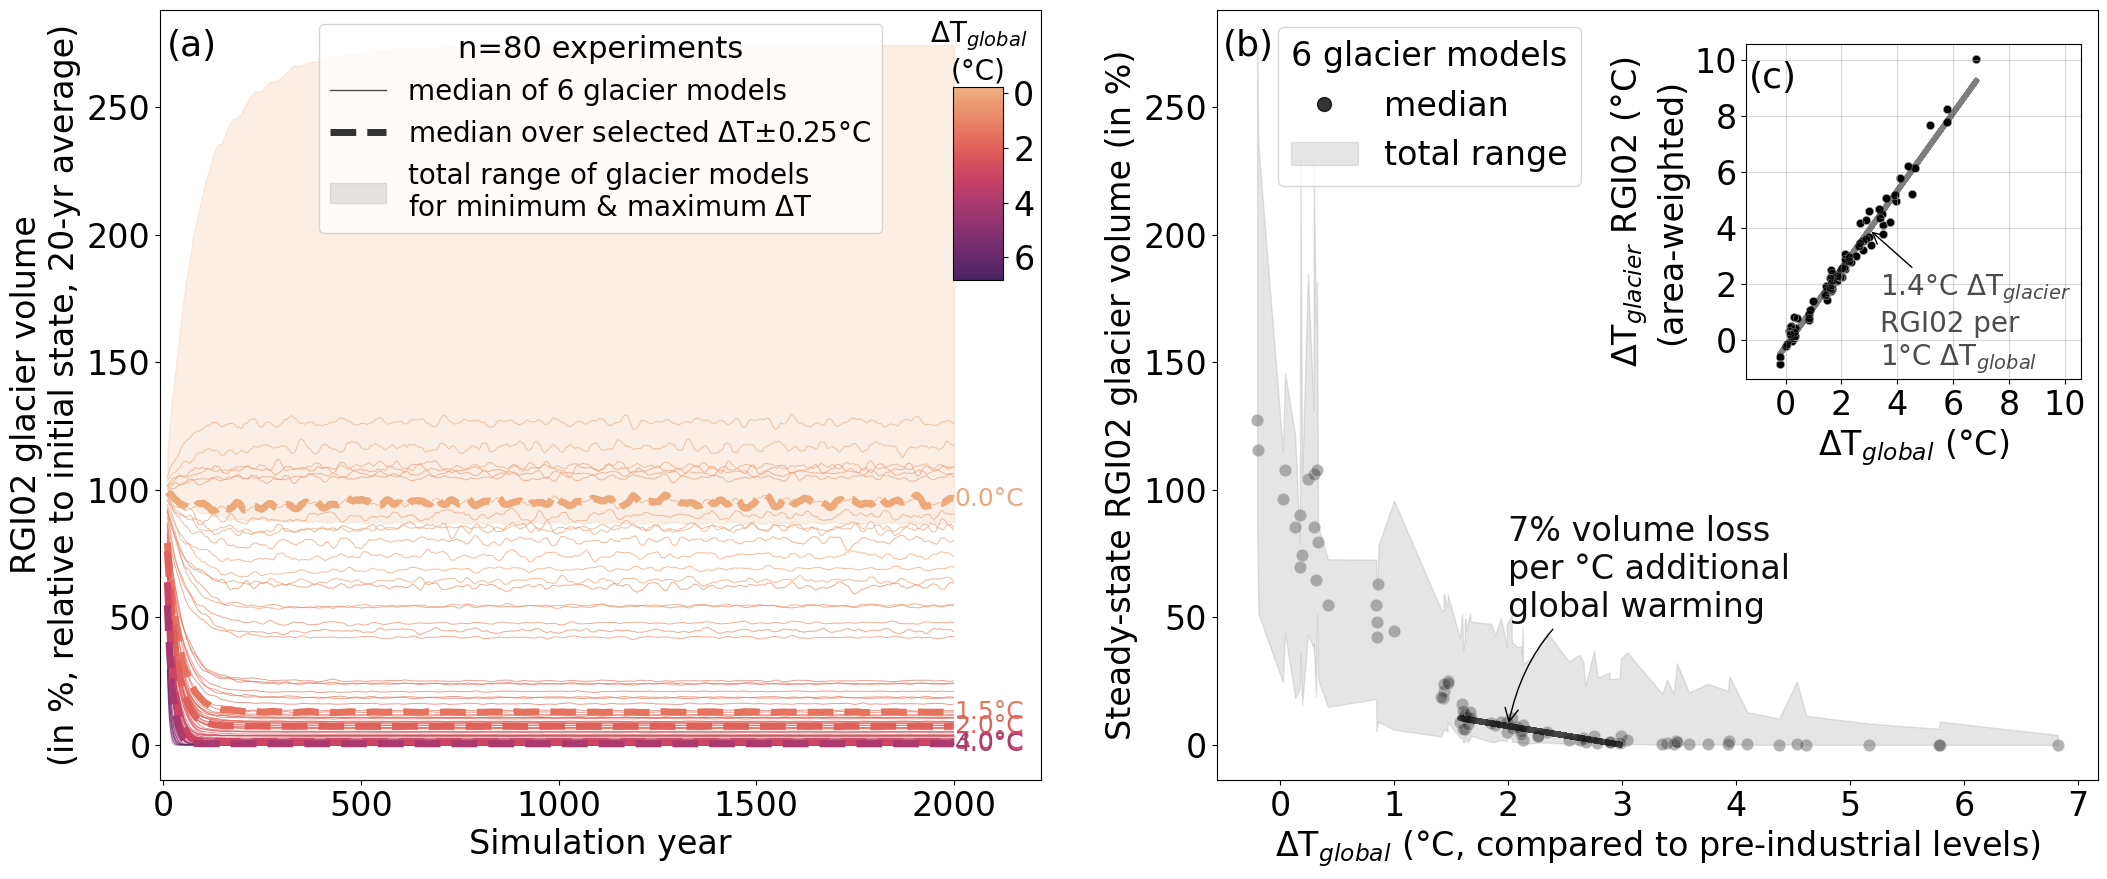 (a)
n=80 experiments
median of 6 glacier models
median over selected ΔT±0.25°C
total range of glacier models
for minimum & maximum ΔT
ΔTglobal
(°C)
0
2
4
6
RGI02 glacier volume
(in %, relative to initial state, 20-yr average)
250
200
150
100
50
0
0.0°C
1.5°C
2.0°C
4.0°C
0
500
1000
1500
2000
Simulation year
(b)
6 glacier models
median
total range
Steady-state RGI02 glacier volume (in %)
250
200
150
100
50
0
7% volume loss
per °C additional
global warming
0
1
2
3
4
5
6
7
ΔTglobal (°C, compared to pre-industrial levels)
(c)
ΔTglacier RGI02 (°C)
(area-weighted)
10
8
6
4
2
0
1.4°C ΔTglacier
RGI02 per
1°C ΔTglobal
0
2
4
6
8
10
ΔTglobal (°C)